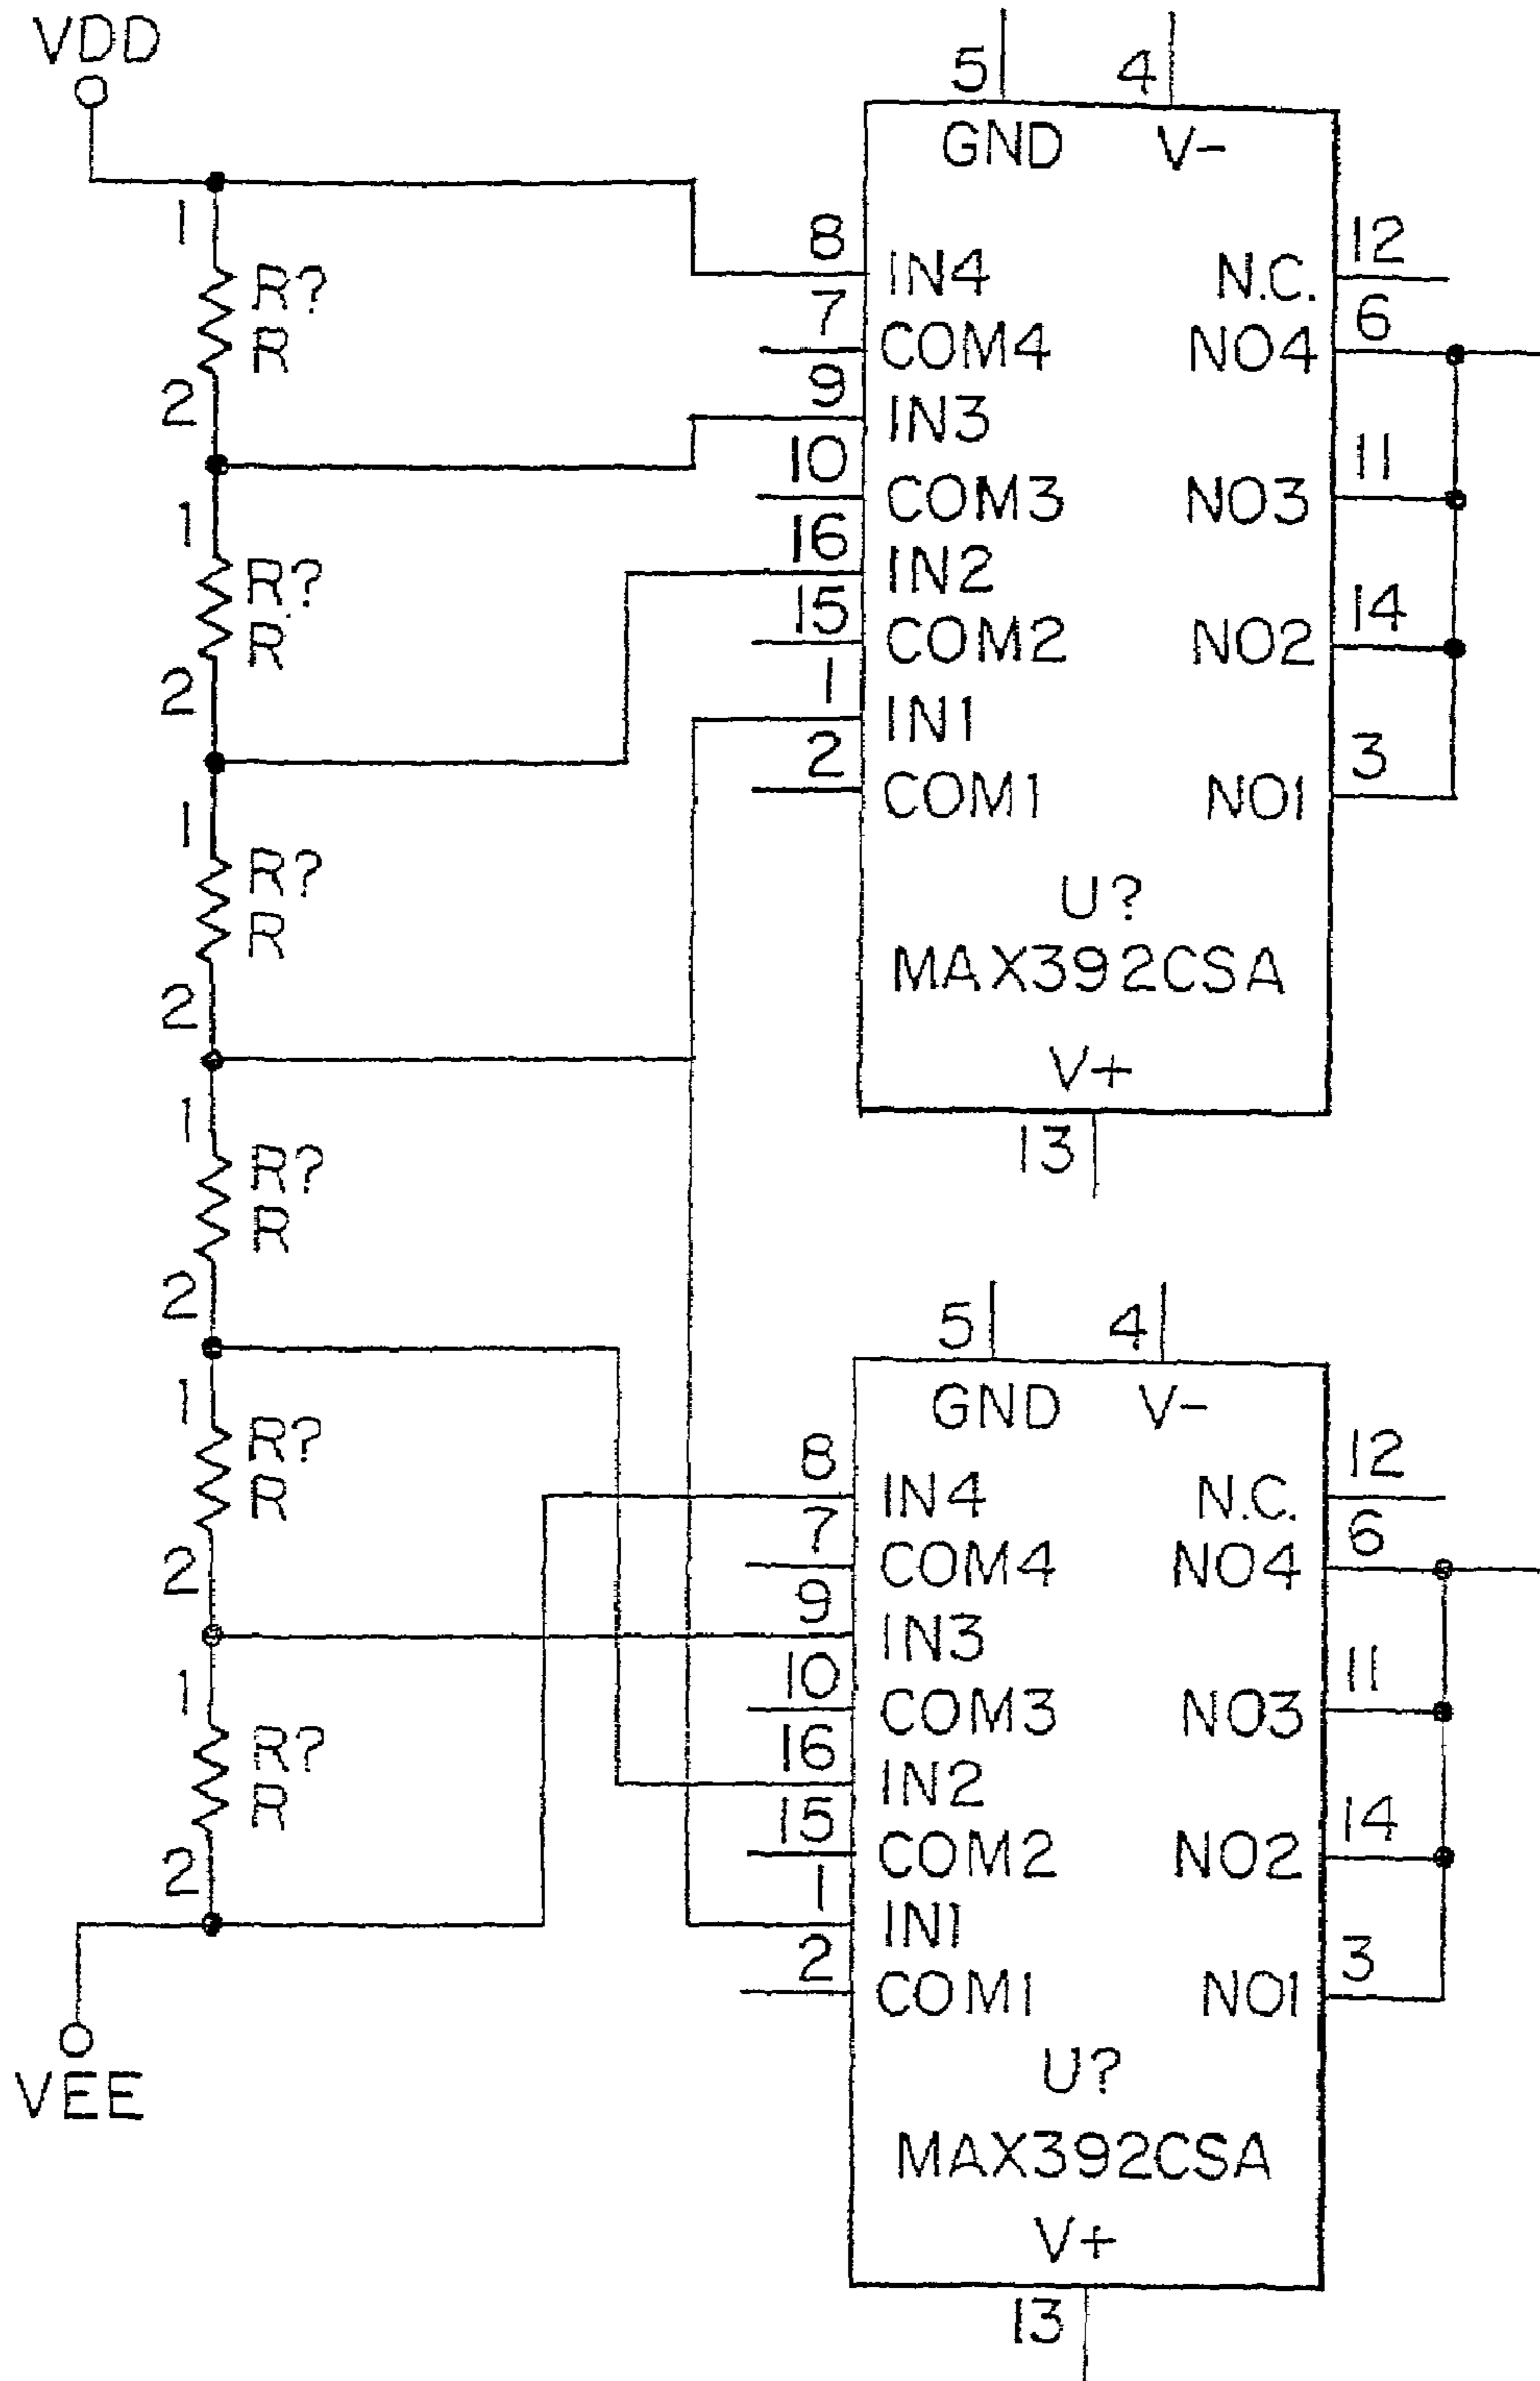 VDD
1
R?
R
2
1
R?
R
2
1
R?
R
2
1
R?
R
2
1
R?
R
2
1
R?
R
2
VEE
5 4
GND V-
8 IN4 N.C. 12
7 COM4 NO4 6
9 IN3
10 COM3 NO3 11
16 IN2
15 COM2 NO2 14
1 IN1
2 COM1 NO1 3
U?
MAX392CSA
V+
13
5 4
GND V-
8 IN4 N.C. 12
7 COM4 NO4 6
9 IN3
10 COM3 NO3 11
16 IN2
15 COM2 NO2 14
1 IN1
2 COM1 NO1 3
U?
MAX392CSA
V+
13